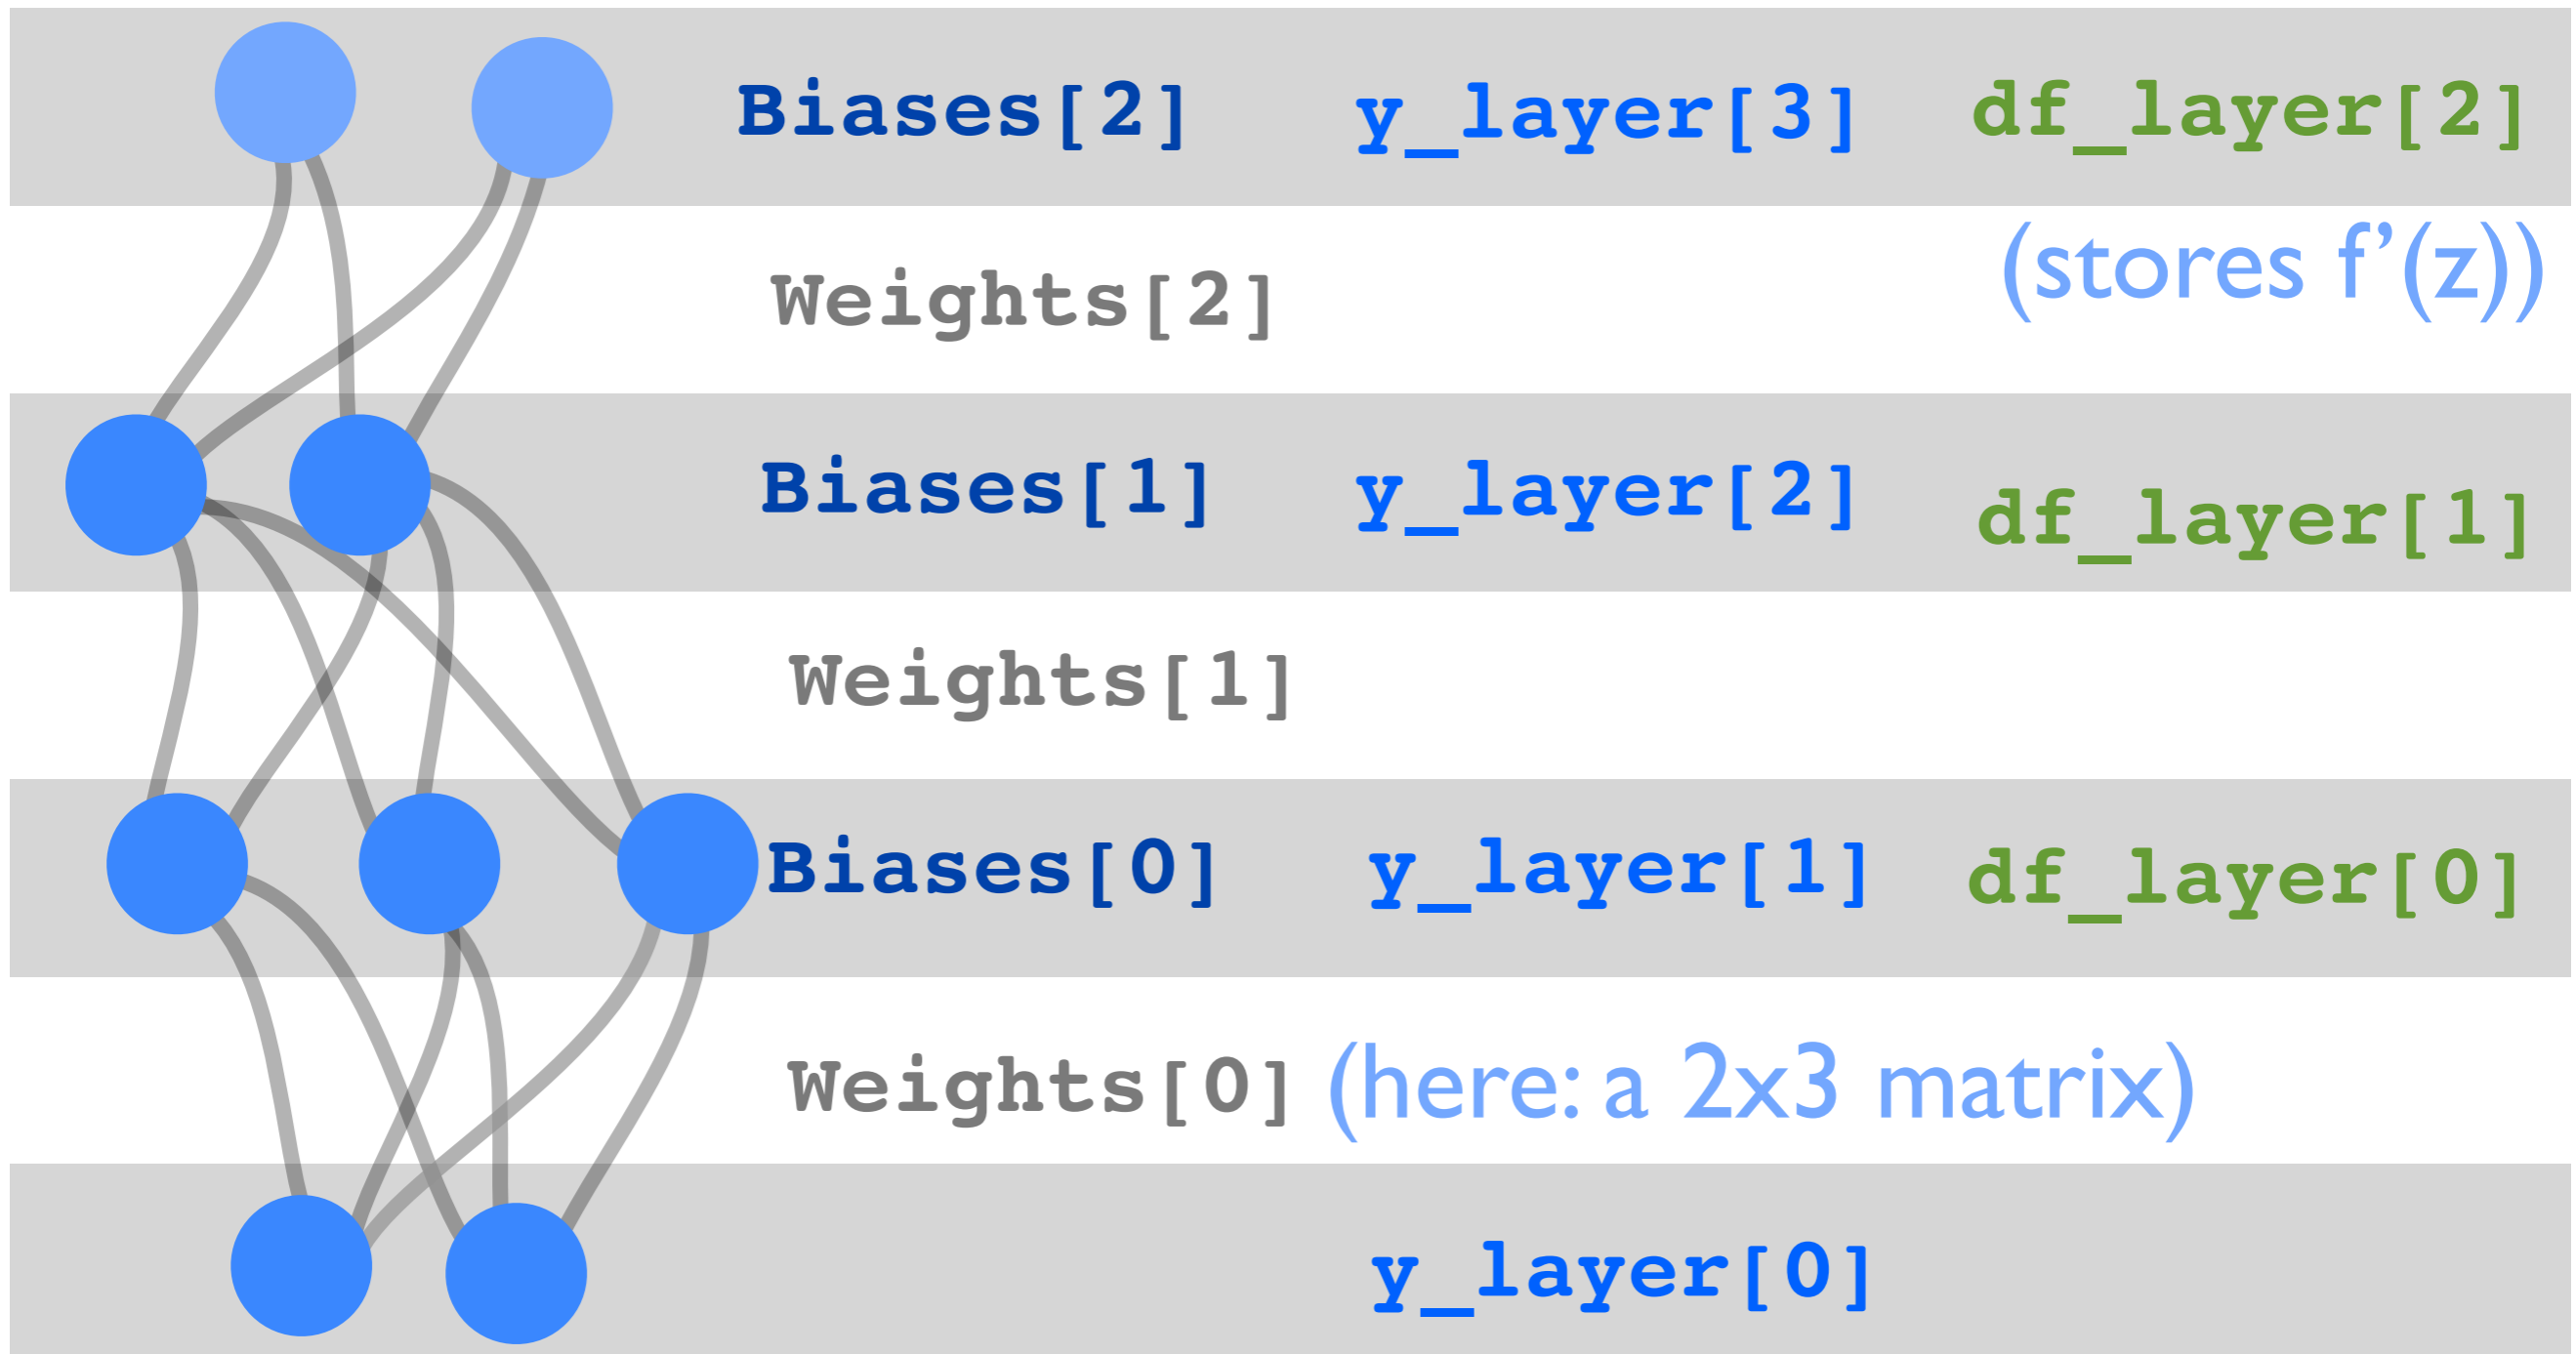 Biases[2] y_layer[3] df_layer[2]
(stores f’(z))
Weights[2]
Biases[1] y_layer[2] df_layer[1]
Weights[1]
Biases[0] y_layer[1] df_layer[0]
Weights[0] (here: a 2x3 matrix)
y_layer[0]